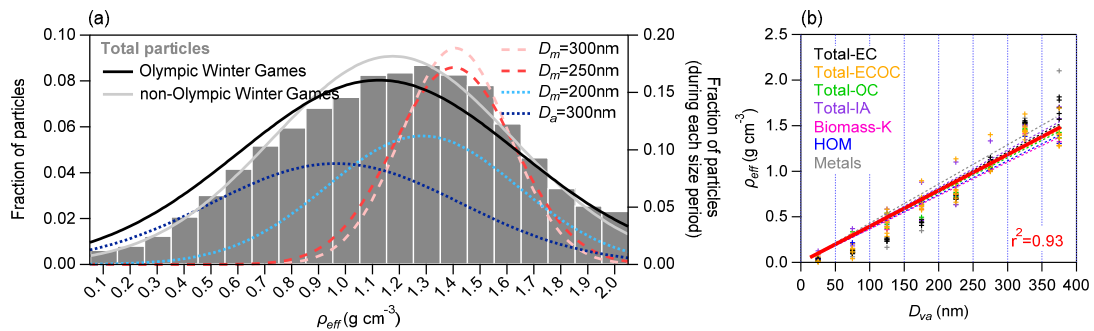 (a)
Fraction of particles
0.10
0.08
0.06
0.04
0.02
0.00
Total particles
Olympic Winter Games
non-Olympic Winter Games
Dm=300nm
Dm=250nm
Dm=200nm
Da=300nm
0.20
0.15
0.10
0.05
0.00
Fraction of particles
(during each size period)
0.1 0.2 0.3 0.4 0.5 0.6 0.7 0.8 0.9 1.0 1.1 1.2 1.3 1.4 1.5 1.6 1.7 1.8 1.9 2.0
ρeff (g cm⁻³)
(b)
ρeff (g cm⁻³)
2.5
2.0
1.5
1.0
0.5
0.0
Total-EC
Total-ECOC
Total-OC
Total-IA
Biomass-K
HOM
Metals
r²=0.93
0 50 100 150 200 250 300 350 400
Dva (nm)